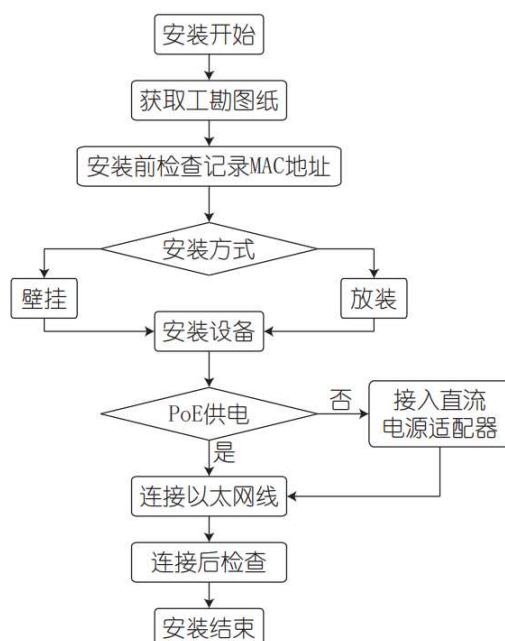 安装开始
获取工勘图纸
安装前检查记录MAC地址
安装方式
壁挂
放装
安装设备
PoE供电
否
接入直流
电源适配器
是
连接以太网线
连接后检查
安装结束